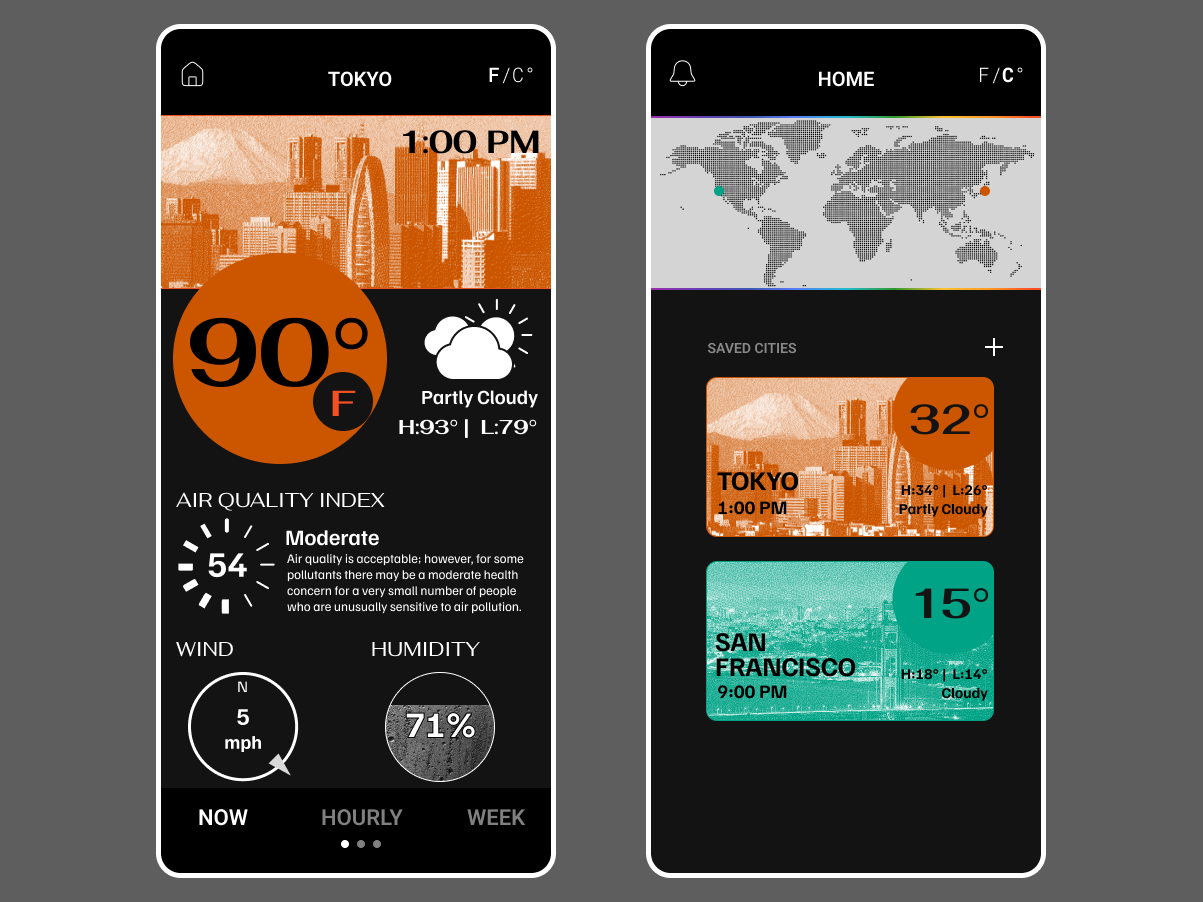 TOKYO
F/C°
1:00 PM
90°
F
Partly Cloudy
H:93° | L:79°
AIR QUALITY INDEX
54
Moderate
Air quality is acceptable; however, for some
pollutants there may be a moderate health
concern for a very small number of people
who are unusually sensitive to air pollution.
WIND
HUMIDITY
N
5
mph
71%
NOW
HOURLY
WEEK
HOME
F/C°
SAVED CITIES
32°
TOKYO
1:00 PM
H:34° | L:26°
Partly Cloudy
15°
SAN
FRANCISCO
9:00 PM
H:18° | L:14°
Cloudy